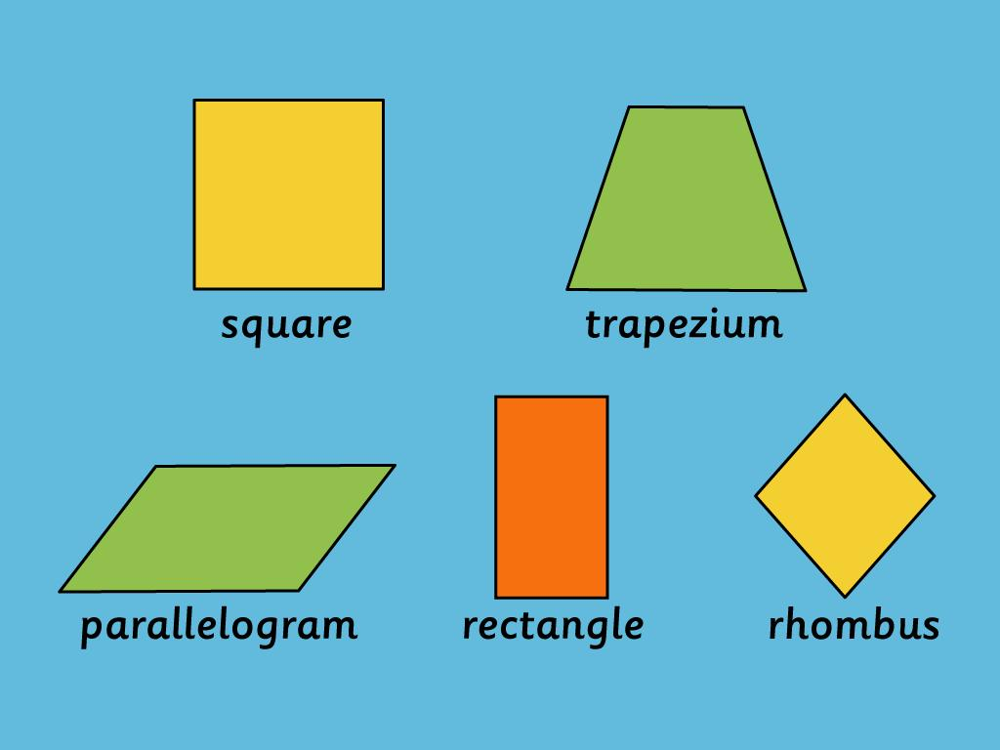 square
trapezium
parallelogram
rectangle
rhombus